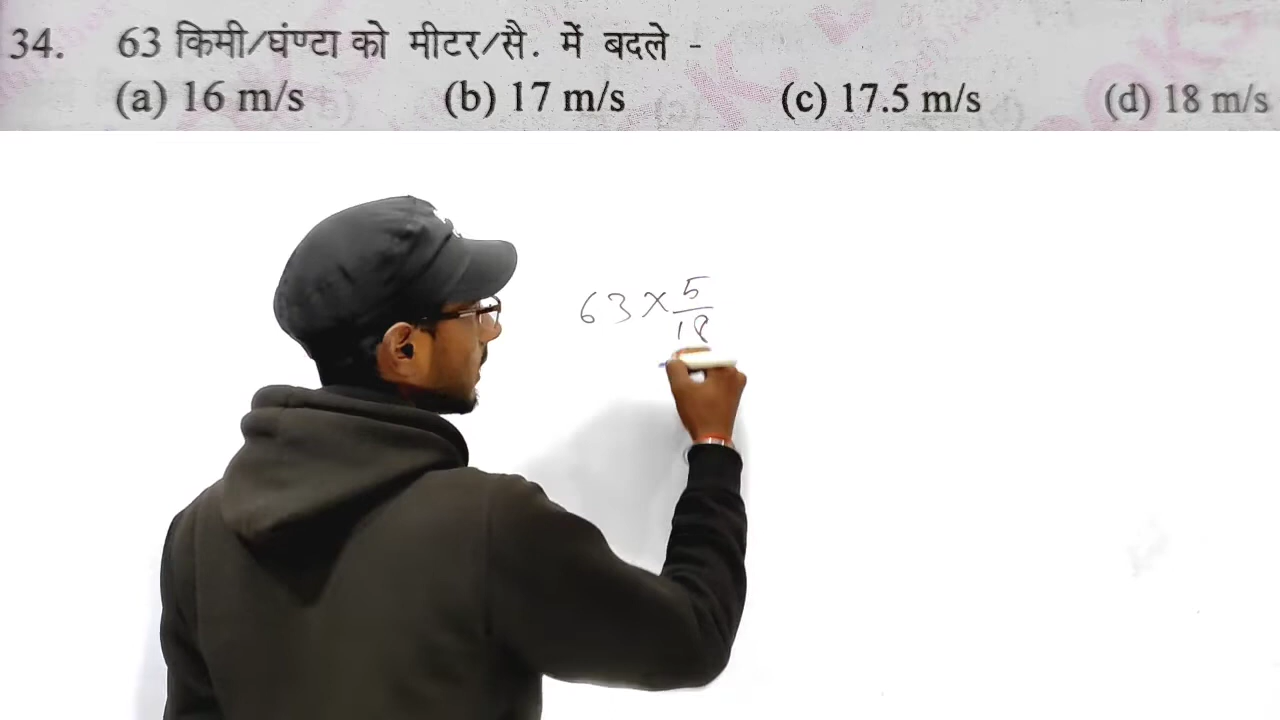 34. 63 किमी/घंण्टा को मीटर/सै. में बदले -
(a) 16 m/s (b) 17 m/s (c) 17.5 m/s (d) 18 m/s
63 × 5/18